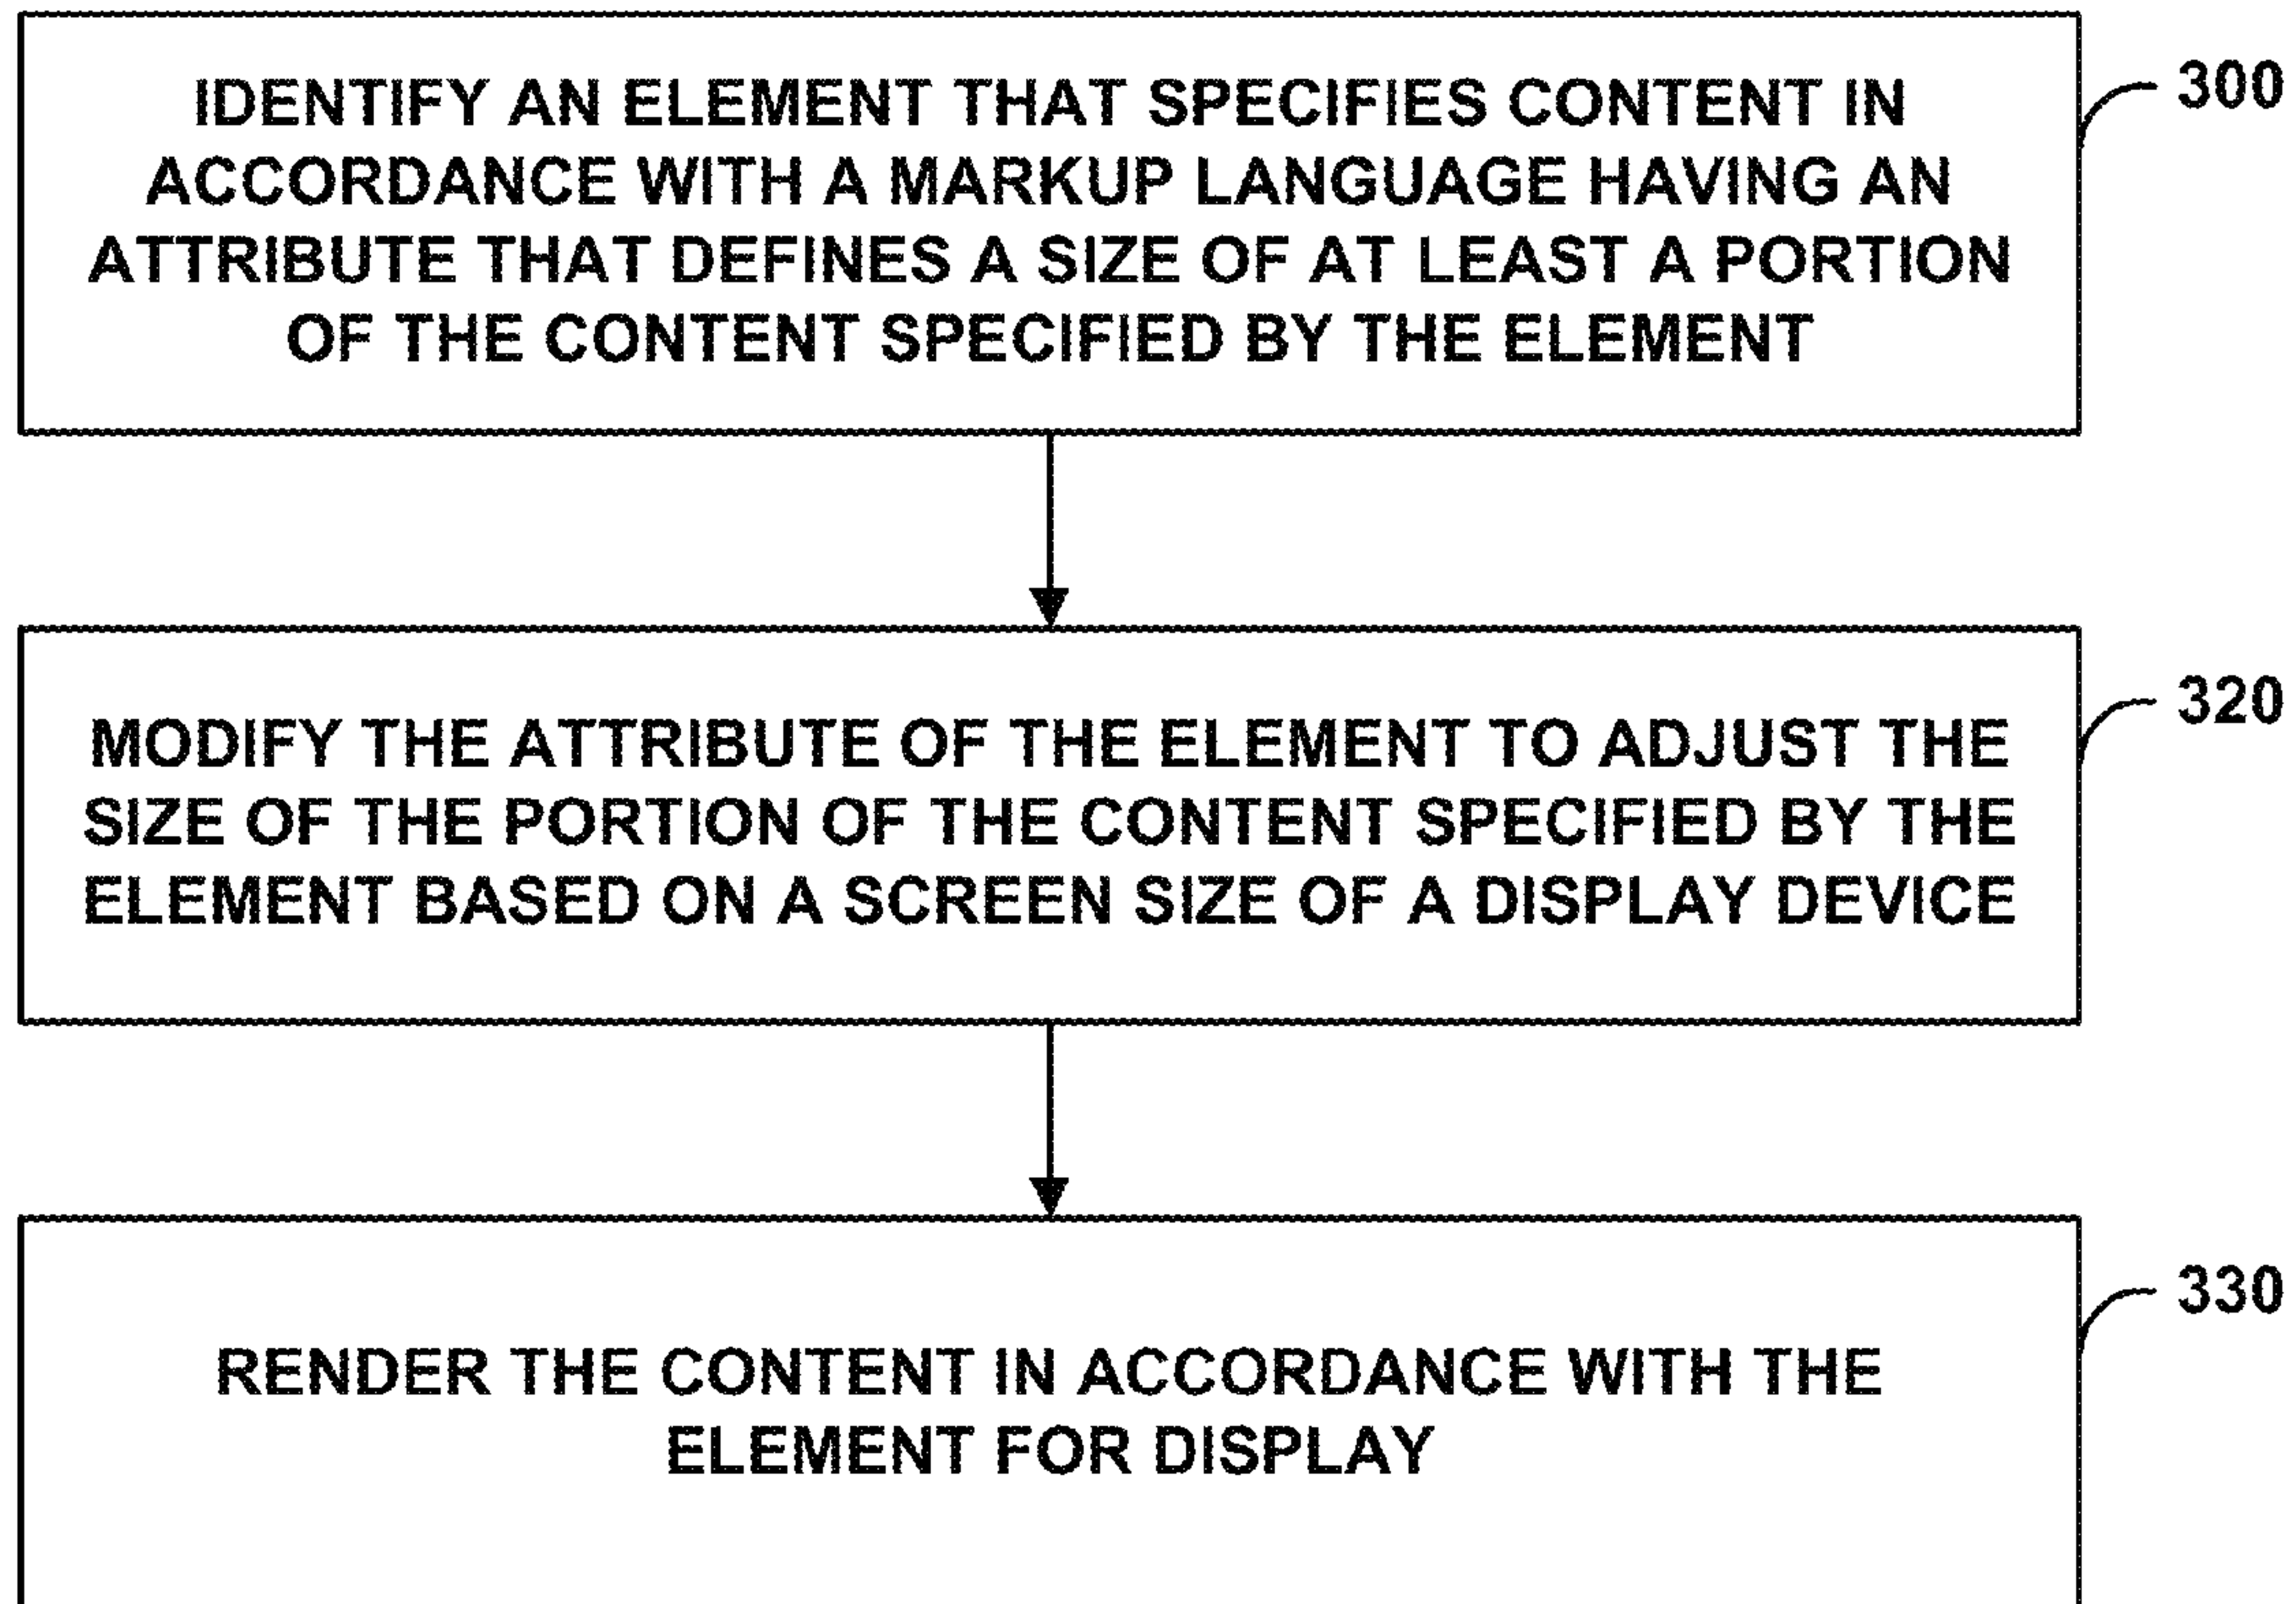 IDENTIFY AN ELEMENT THAT SPECIFIES CONTENT IN
ACCORDANCE WITH A MARKUP LANGUAGE HAVING AN
ATTRIBUTE THAT DEFINES A SIZE OF AT LEAST A PORTION
OF THE CONTENT SPECIFIED BY THE ELEMENT
300
MODIFY THE ATTRIBUTE OF THE ELEMENT TO ADJUST THE
SIZE OF THE PORTION OF THE CONTENT SPECIFIED BY THE
ELEMENT BASED ON A SCREEN SIZE OF A DISPLAY DEVICE
320
RENDER THE CONTENT IN ACCORDANCE WITH THE
ELEMENT FOR DISPLAY
330